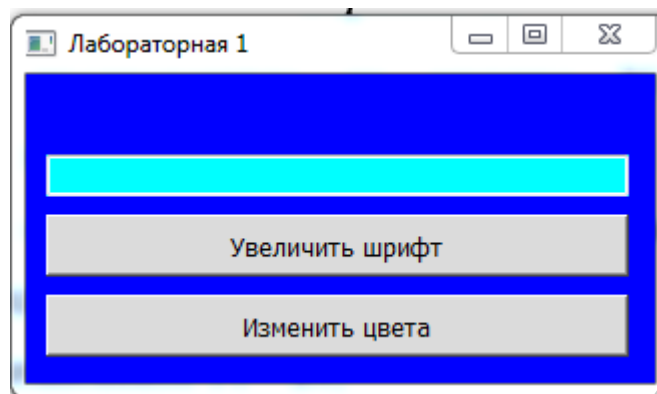 Лабораторная 1
Увеличить шрифт
Изменить цвета